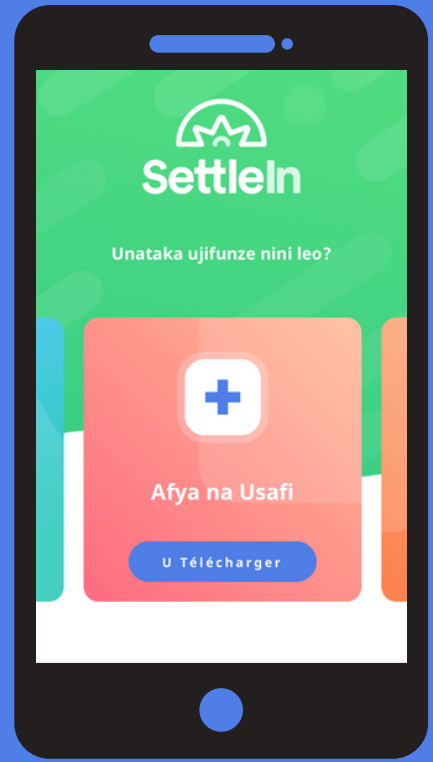 SettleIn
Unataka ujifunze nini leo?
Afya na Usafi
U Télécharger